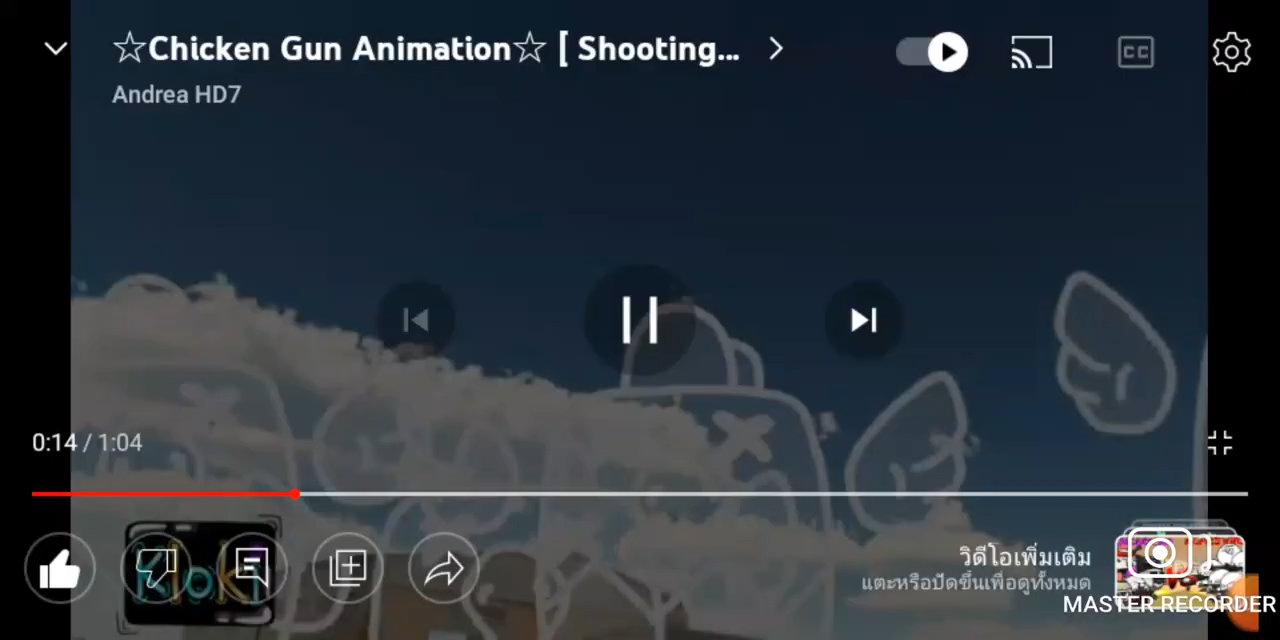 ☆Chicken Gun Animation☆ [ Shooting...
CC
Andrea HD7
0:14 / 1:04
Kloki
วิดีโอเพิ่มเติม
แตะหรือปัดขึ้นเพื่อดูทั้งหมด
MASTER RECORDER